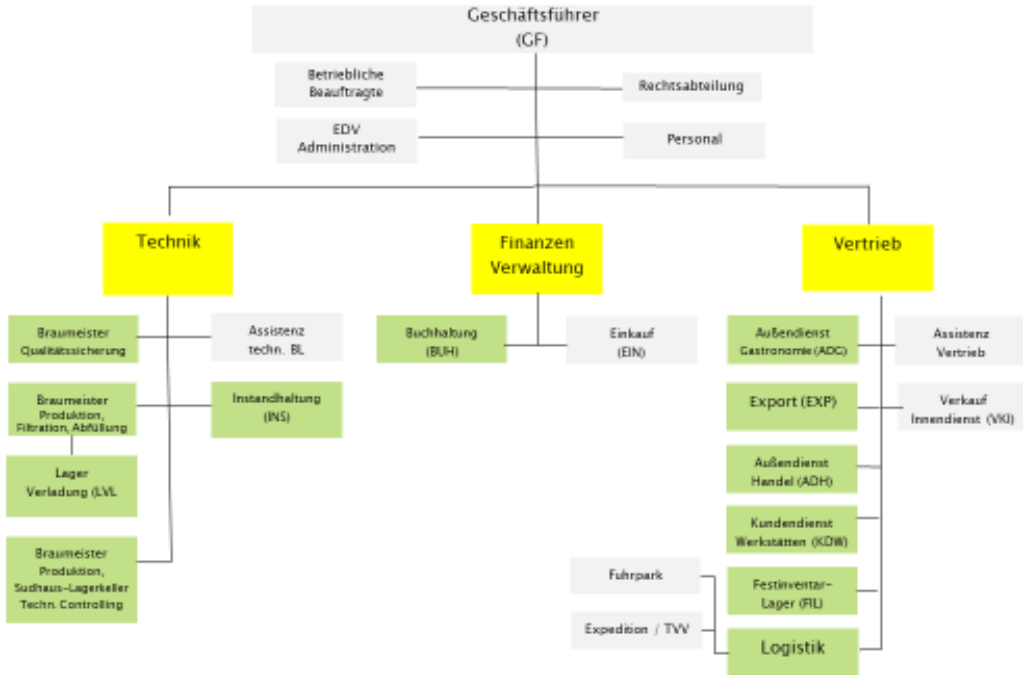 Geschäftsführer
(GF)
Betriebliche
Beauftragte
Rechtsabteilung
EDV
Administration
Personal
Technik
Finanzen
Verwaltung
Vertrieb
Braumeister
Qualitätssicherung
Assistenz
techn. BL
Buchhaltung
(BUH)
Einkauf
(EIN)
Außendienst
Gastronomie (ADG)
Assistenz
Vertrieb
Braumeister
Produktion,
Filtration, Abfüllung
Instandhaltung
(INS)
Export (EXP)
Verkauf
Innendienst (VKI)
Lager
Verladung (LVL
Außendienst
Handel (ADH)
Kundendienst
Werkstätten (KDW)
Braumeister
Produktion,
Sudhaus-Lagerkeller
Techn. Controlling
Fuhrpark
Festinventar-
Lager (FIL)
Expedition / TVV
Logistik